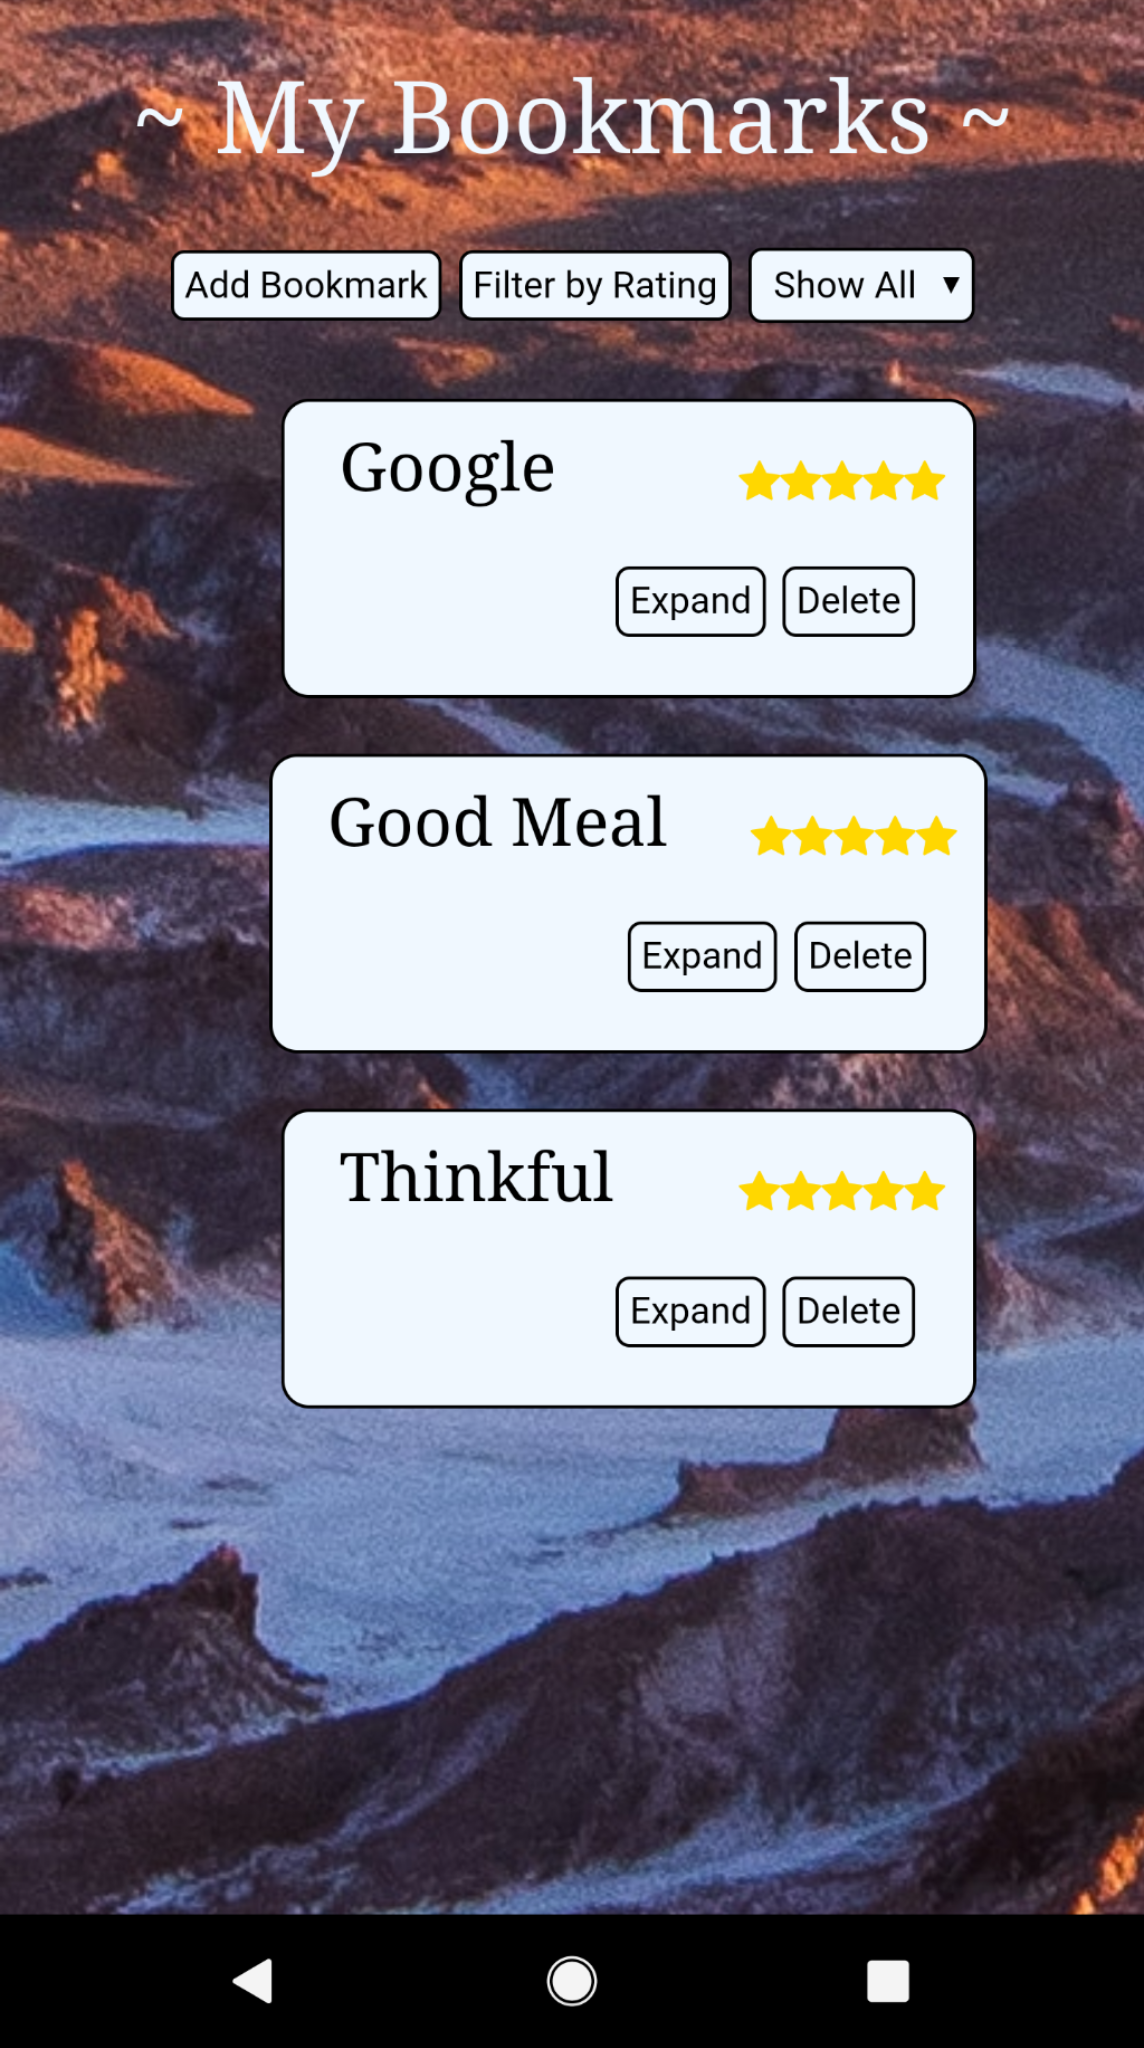 ~ My Bookmarks ~
Add Bookmark Filter by Rating Show All
Google
Expand Delete
Good Meal
Expand Delete
Thinkful
Expand Delete